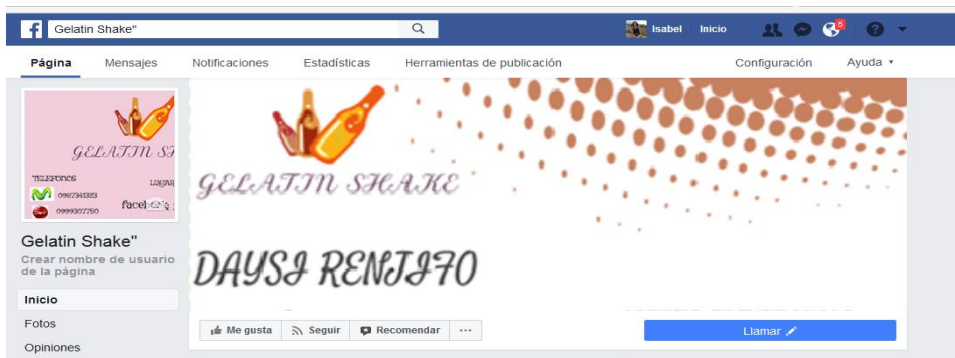 Gelatin Shake"
Isabel Inicio 5
Página Mensajes Notificaciones Estadísticas Herramientas de publicación Configuración Ayuda
GELATIN SH
TELEFONOS
0987341323
0999307750
GELATIN SHAKE
DAYSI RENJIFO
Gelatin Shake"
Crear nombre de usuario
de la página
Inicio
Fotos
Opiniones
Me gusta Seguir Recomendar ...
Llamar